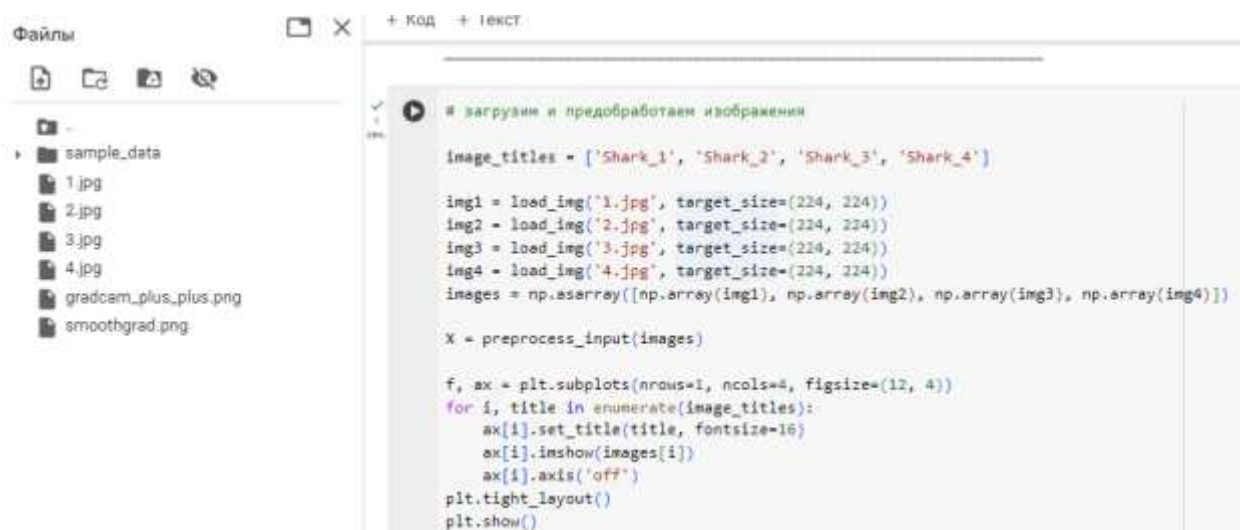 Файлы
..
sample_data
1.jpg
2.jpg
3.jpg
4.jpg
gradcam_plus_plus.png
smoothgrad.png
+ Код + Текст
# загрузим и предобработаем изображения
image_titles = ['Shark_1', 'Shark_2', 'Shark_3', 'Shark_4']
img1 = load_img('1.jpg', target_size=(224, 224))
img2 = load_img('2.jpg', target_size=(224, 224))
img3 = load_img('3.jpg', target_size=(224, 224))
img4 = load_img('4.jpg', target_size=(224, 224))
images = np.asarray([np.array(img1), np.array(img2), np.array(img3), np.array(img4)])
X = preprocess_input(images)
f, ax = plt.subplots(nrows=1, ncols=4, figsize=(12, 4))
for i, title in enumerate(image_titles):
    ax[i].set_title(title, fontsize=16)
    ax[i].imshow(images[i])
    ax[i].axis('off')
plt.tight_layout()
plt.show()